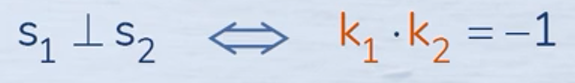 s₁ ⊥ s₂ ⟺ k₁ · k₂ = −1